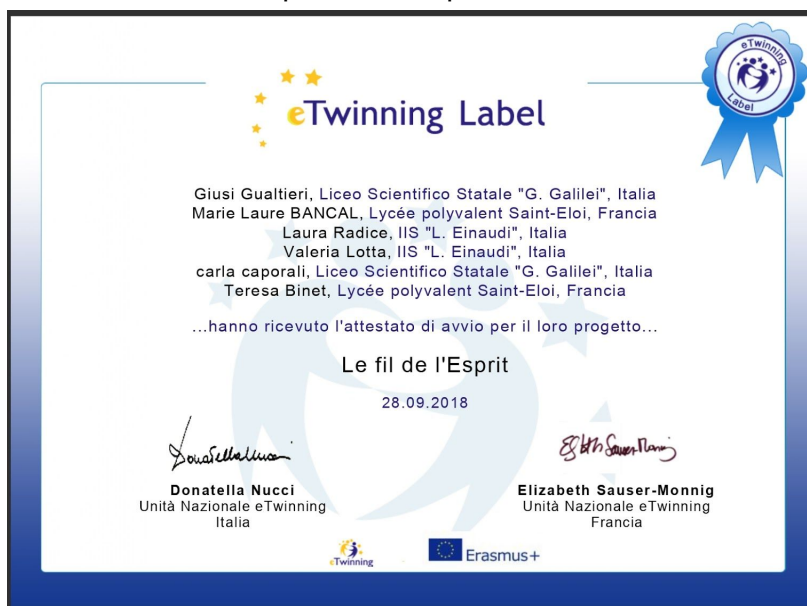 eTwinning
Label
eTwinning Label
Giusi Gualtieri, Liceo Scientifico Statale "G. Galilei", Italia
Marie Laure BANCAL, Lycée polyvalent Saint-Eloi, Francia
Laura Radice, IIS "L. Einaudi", Italia
Valeria Lotta, IIS "L. Einaudi", Italia
carla caporali, Liceo Scientifico Statale "G. Galilei", Italia
Teresa Binet, Lycée polyvalent Saint-Eloi, Francia
...hanno ricevuto l'attestato di avvio per il loro progetto...
Le fil de l'Esprit
28.09.2018
Donatella Nucci
Unità Nazionale eTwinning
Italia
Elizabeth Sauser-Monnig
Unità Nazionale eTwinning
Francia
eTwinning
Erasmus+